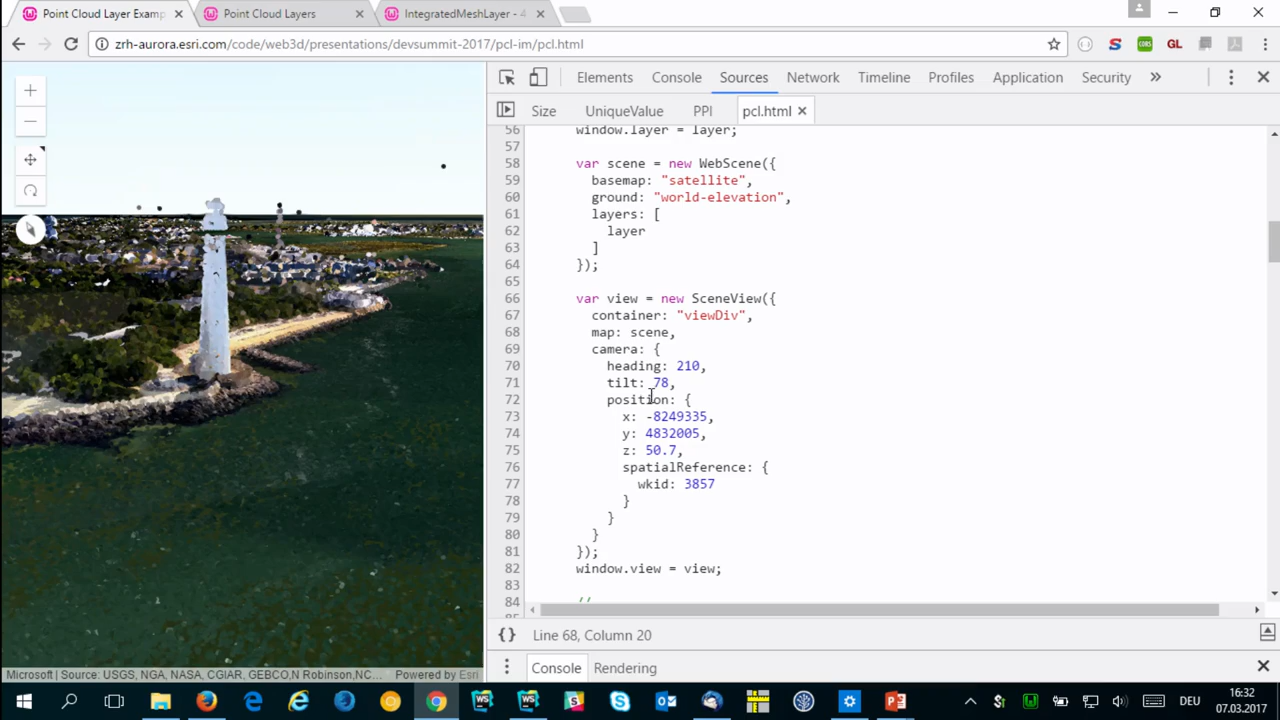 Point Cloud Layer Examp
Point Cloud Layers
IntegratedMeshLayer - 4
zrh-aurora.esri.com/code/web3d/presentations/devsummit-2017/pcl-im/pcl.html
CORS
GL
Elements
Console
Sources
Network
Timeline
Profiles
Application
Security
Size
UniqueValue
PPI
pcl.html
56 window.layer = layer;
57
58 var scene = new WebScene({
59 basemap: "satellite",
60 ground: "world-elevation",
61 layers: [
62 layer
63 ]
64 });
65
66 var view = new SceneView({
67 container: "viewDiv",
68 map: scene,
69 camera: {
70 heading: 210,
71 tilt: 78,
72 position: {
73 x: -8249335,
74 y: 4832005,
75 z: 50.7,
76 spatialReference: {
77 wkid: 3857
78 }
79 }
80 }
81 });
82 window.view = view;
83
84 //
85
{} Line 68, Column 20
Console
Rendering
Microsoft | Source: USGS, NGA, NASA, CGIAR, GEBCO,N Robinson,NC...
Powered by Esri
DEU
16:32
07.03.2017